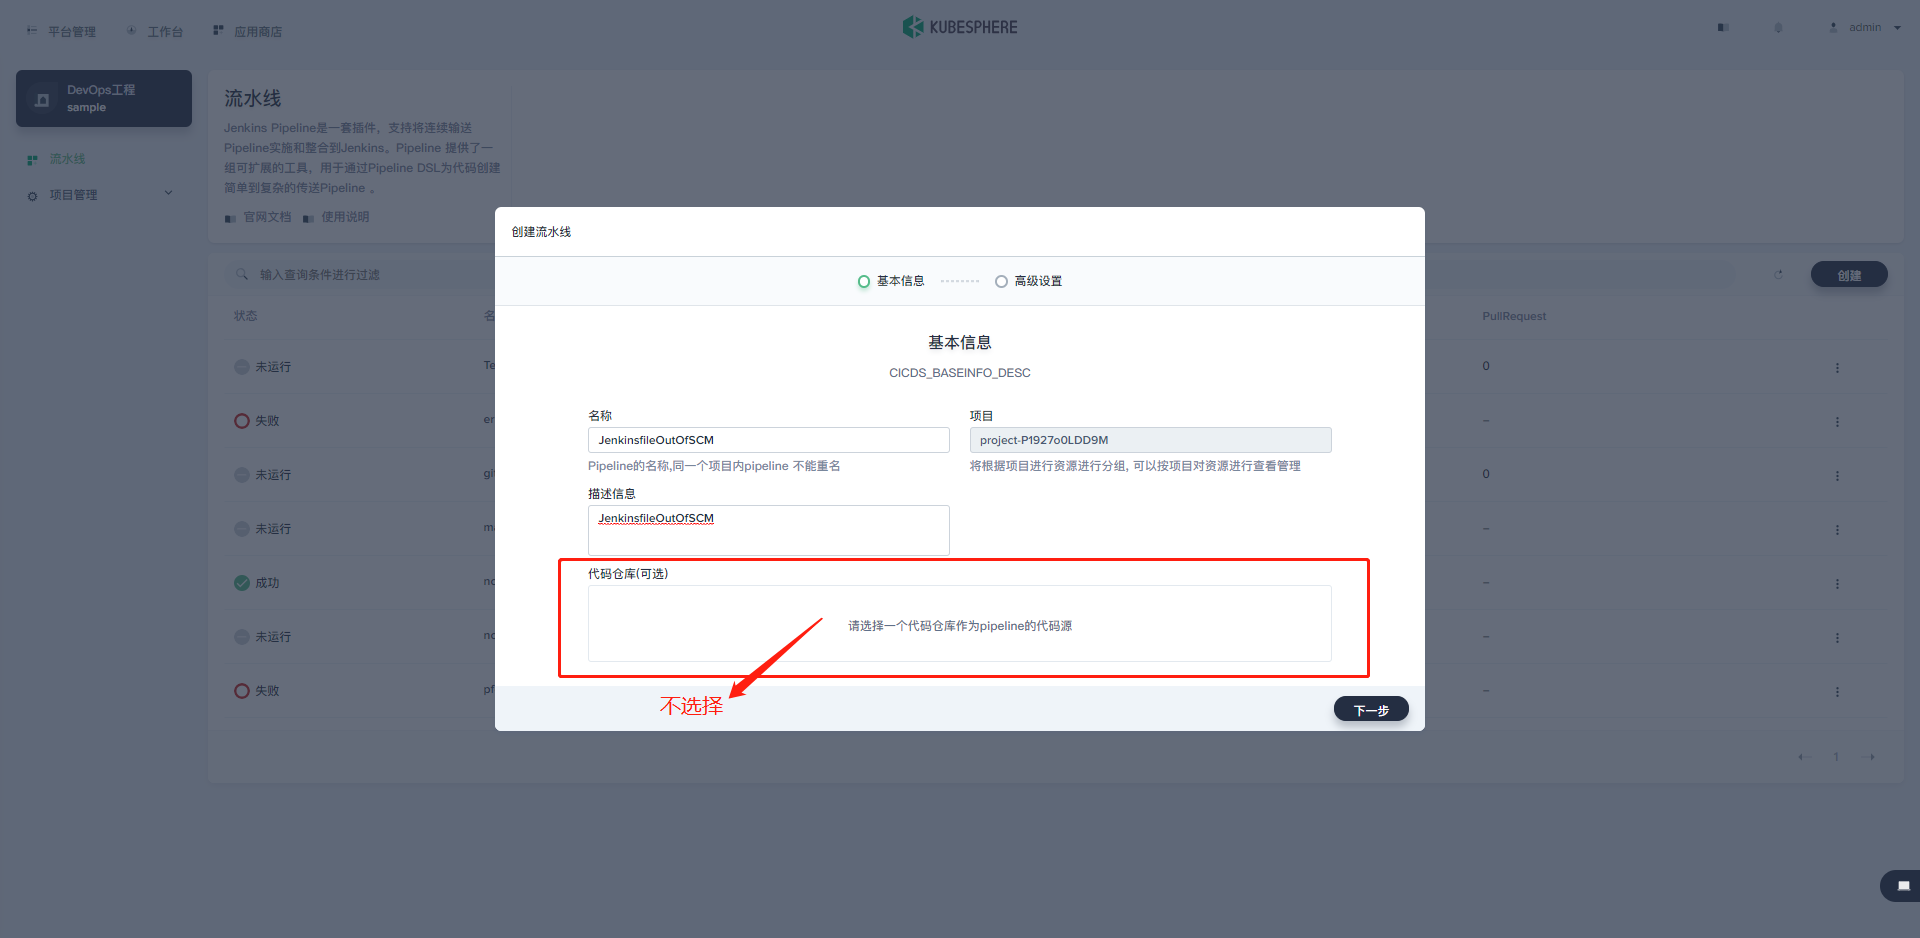 平台管理
工作台
应用商店
KUBESPHERE
admin
DevOps工程
sample
流水线
项目管理
流水线
Jenkins Pipeline是一套插件，支持将连续输送
Pipeline实施和整合到Jenkins。Pipeline 提供了一
组可扩展的工具，用于通过Pipeline DSL为代码创建
简单到复杂的传送Pipeline 。
官网文档
使用说明
输入查询条件进行过滤
创建
状态
名
PullRequest
未运行
Te
0
失败
er
–
未运行
gi
0
未运行
m
–
成功
no
–
未运行
no
–
失败
pf
–
1
创建流水线
基本信息
高级设置
基本信息
CICDS_BASEINFO_DESC
名称
项目
JenkinsfileOutOfSCM
project-P1927o0LDD9M
Pipeline的名称,同一个项目内pipeline 不能重名
将根据项目进行资源进行分组, 可以按项目对资源进行查看管理
描述信息
JenkinsfileOutOfSCM
代码仓库(可选)
请选择一个代码仓库作为pipeline的代码源
不选择
下一步